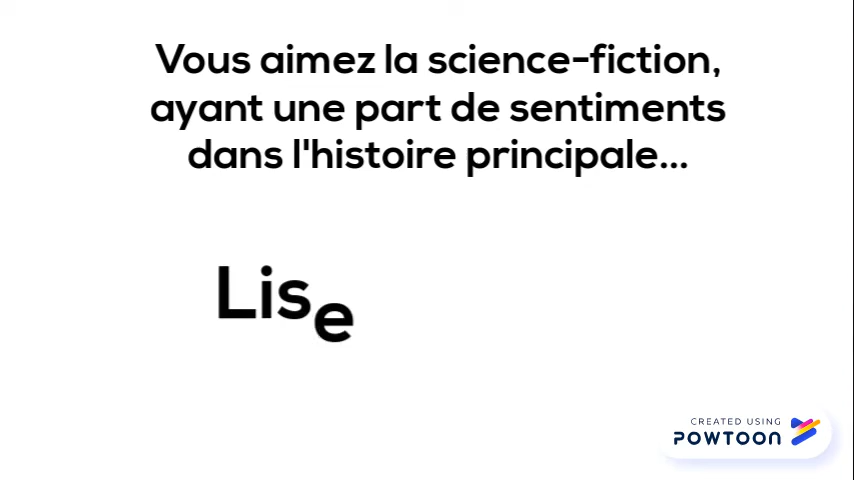 Vous aimez la science-fiction,
ayant une part de sentiments
dans l'histoire principale...
Lise
CREATED USING
POWTOON